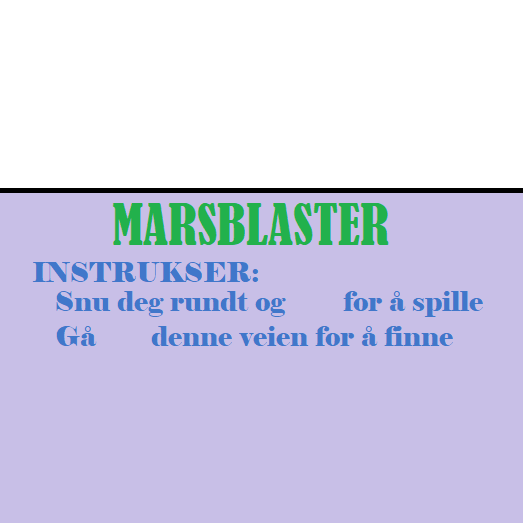 MARSBLASTER
INSTRUKSER:
Snu deg rundt og for å spille
Gå denne veien for å finne